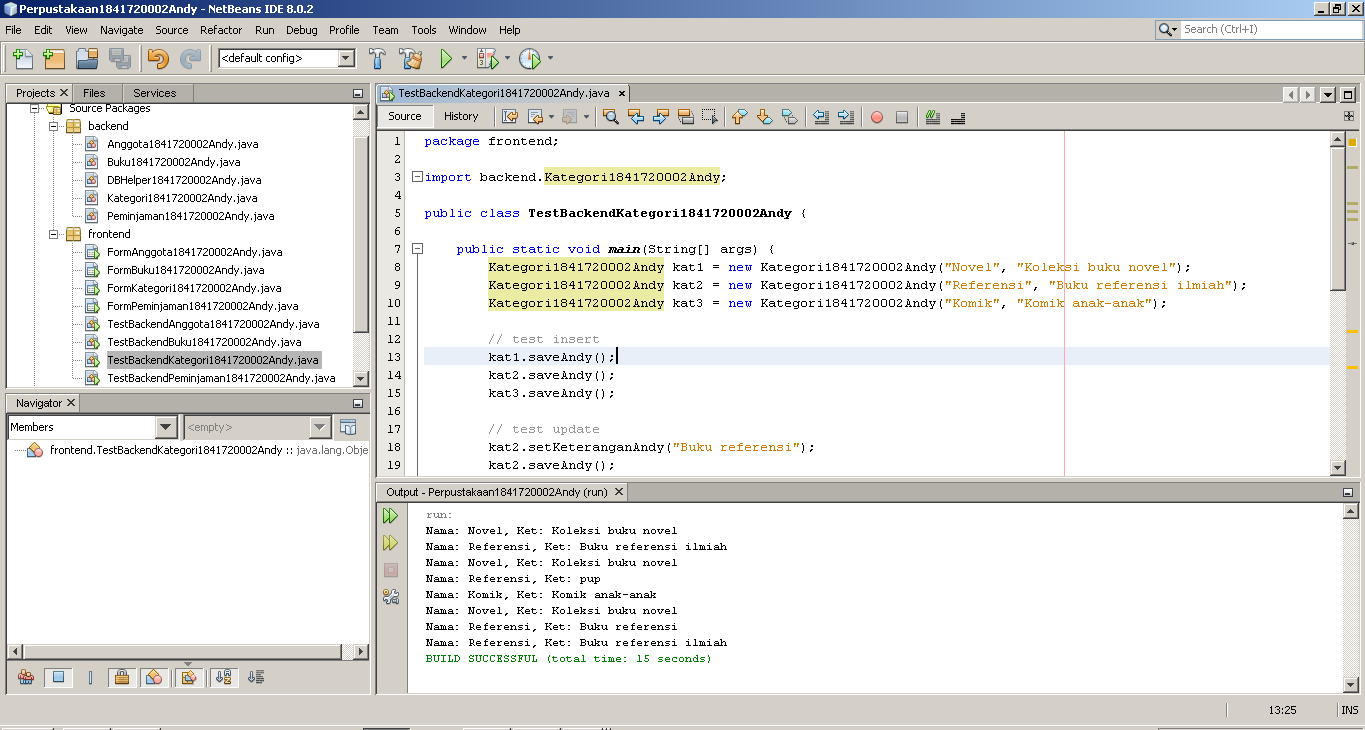 Perpustakaan1841720002Andy - NetBeans IDE 8.0.2
File Edit View Navigate Source Refactor Run Debug Profile Team Tools Window Help
Search (Ctrl+I)
<default config>
Projects Files Services
Source Packages
backend
Anggota1841720002Andy.java
Buku1841720002Andy.java
DBHelper1841720002Andy.java
Kategori1841720002Andy.java
Peminjaman1841720002Andy.java
frontend
FormAnggota1841720002Andy.java
FormBuku1841720002Andy.java
FormKategori1841720002Andy.java
FormPeminjaman1841720002Andy.java
TestBackendAnggota1841720002Andy.java
TestBackendBuku1841720002Andy.java
TestBackendKategori1841720002Andy.java
TestBackendPeminjaman1841720002Andy.java
Navigator
Members <empty>
frontend.TestBackendKategori1841720002Andy :: java.lang.Obje
TestBackendKategori1841720002Andy.java
Source History
1 package frontend;
2
3 import backend.Kategori1841720002Andy;
4
5 public class TestBackendKategori1841720002Andy {
6
7 public static void main(String[] args) {
8 Kategori1841720002Andy kat1 = new Kategori1841720002Andy("Novel", "Koleksi buku novel");
9 Kategori1841720002Andy kat2 = new Kategori1841720002Andy("Referensi", "Buku referensi ilmiah");
10 Kategori1841720002Andy kat3 = new Kategori1841720002Andy("Komik", "Komik anak-anak");
11
12 // test insert
13 kat1.saveAndy();
14 kat2.saveAndy();
15 kat3.saveAndy();
16
17 // test update
18 kat2.setKeteranganAndy("Buku referensi");
19 kat2.saveAndy();
Output - Perpustakaan1841720002Andy (run)
run:
Nama: Novel, Ket: Koleksi buku novel
Nama: Referensi, Ket: Buku referensi ilmiah
Nama: Novel, Ket: Koleksi buku novel
Nama: Referensi, Ket: pup
Nama: Komik, Ket: Komik anak-anak
Nama: Novel, Ket: Koleksi buku novel
Nama: Referensi, Ket: Buku referensi
Nama: Referensi, Ket: Buku referensi ilmiah
BUILD SUCCESSFUL (total time: 15 seconds)
13:25 INS